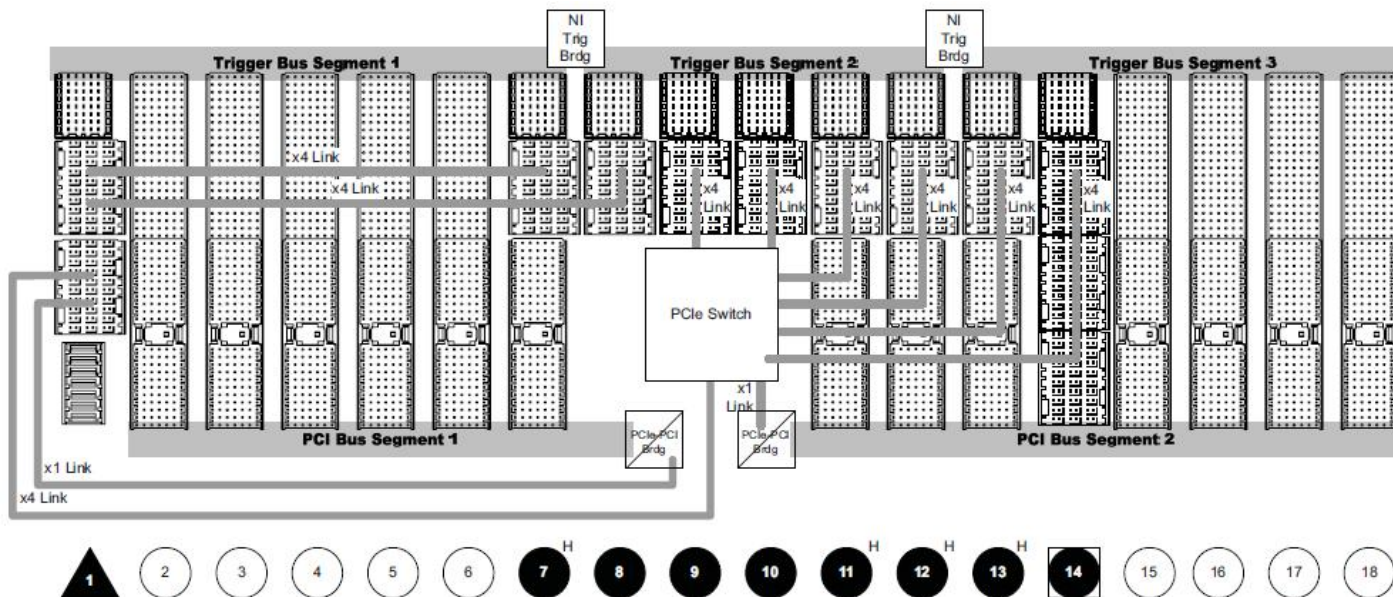 NI
Trig
Brdg
NI
Trig
Brdg
Trigger Bus Segment 1
Trigger Bus Segment 2
Trigger Bus Segment 3
x4 Link
x4 Link
x4
Link
x4
Link
x4
Link
x4
Link
x4
Link
x4
Link
PCIe Switch
x1
Link
PCIe-PCI
Brdg
PCIe-PCI
Brdg
PCI Bus Segment 1
PCI Bus Segment 2
x1 Link
x4 Link
1
2
3
4
5
6
7
H
8
9
10
11
H
12
H
13
H
14
15
16
17
18